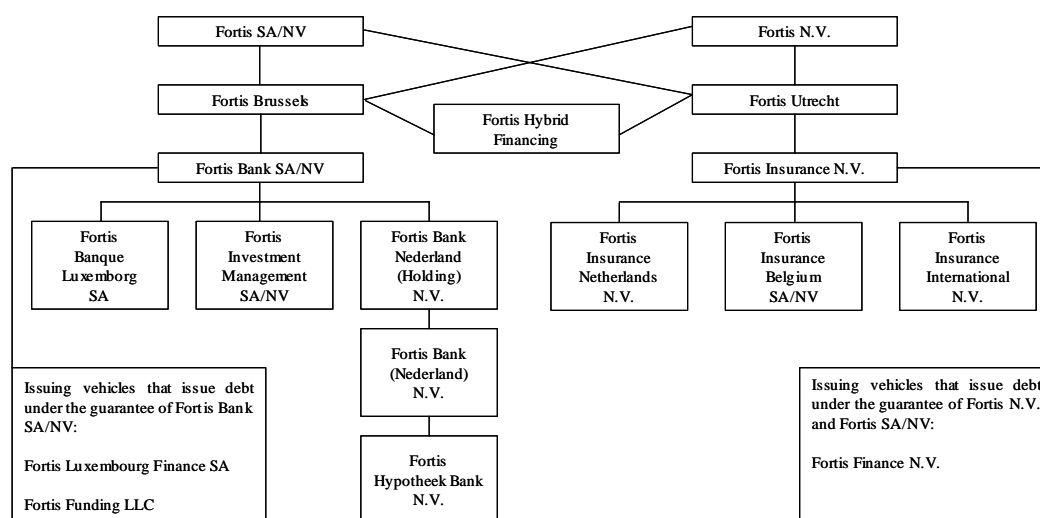 Fortis SA/NV
Fortis N.V.
Fortis Brussels
Fortis Utrecht
Fortis Hybrid
Financing
Fortis Bank SA/NV
Fortis Insurance N.V.
Fortis
Banque
Luxemborg
SA
Fortis
Investment
Management
SA/NV
Fortis Bank
Nederland
(Holding)
N.V.
Fortis
Insurance
Netherlands
N.V.
Fortis
Insurance
Belgium
SA/NV
Fortis
Insurance
International
N.V.
Fortis Bank
(Nederland)
N.V.
Fortis
Hypotheek Bank
N.V.
Issuing vehicles that issue debt
under the guarantee of Fortis Bank
SA/NV:
Fortis Luxembourg Finance SA
Fortis Funding LLC
Issuing vehicles that issue debt
under the guarantee of Fortis N.V.
and Fortis SA/NV:
Fortis Finance N.V.